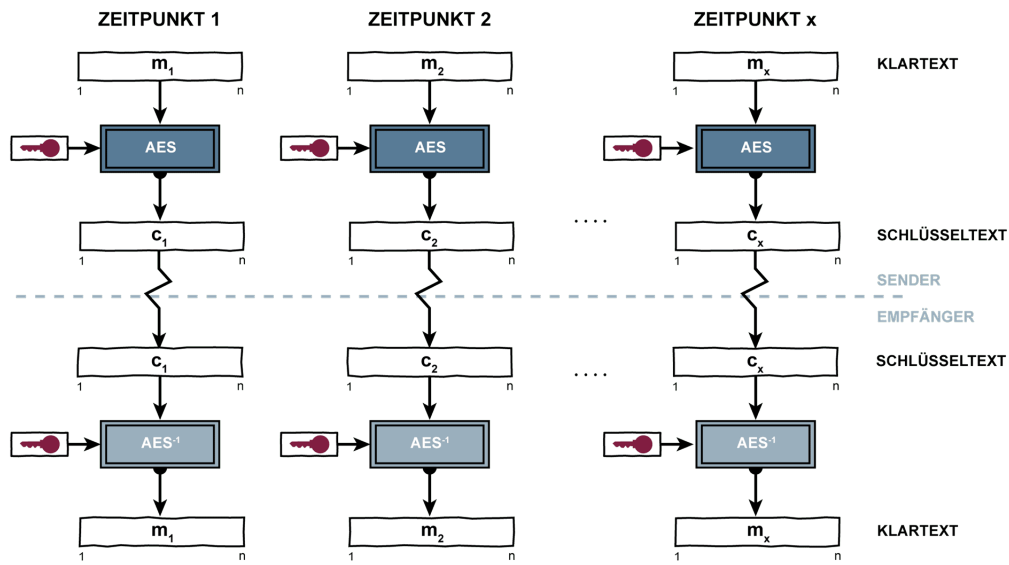 ZEITPUNKT 1 ZEITPUNKT 2 ZEITPUNKT x
m1 m2 mx KLARTEXT
1 n 1 n 1 n
AES AES AES
.... 
c1 c2 cx SCHLÜSSELTEXT
1 n 1 n 1 n
SENDER
EMPFÄNGER
c1 c2 cx SCHLÜSSELTEXT
....
1 n 1 n 1 n
AES-1 AES-1 AES-1
m1 m2 mx KLARTEXT
1 n 1 n 1 n